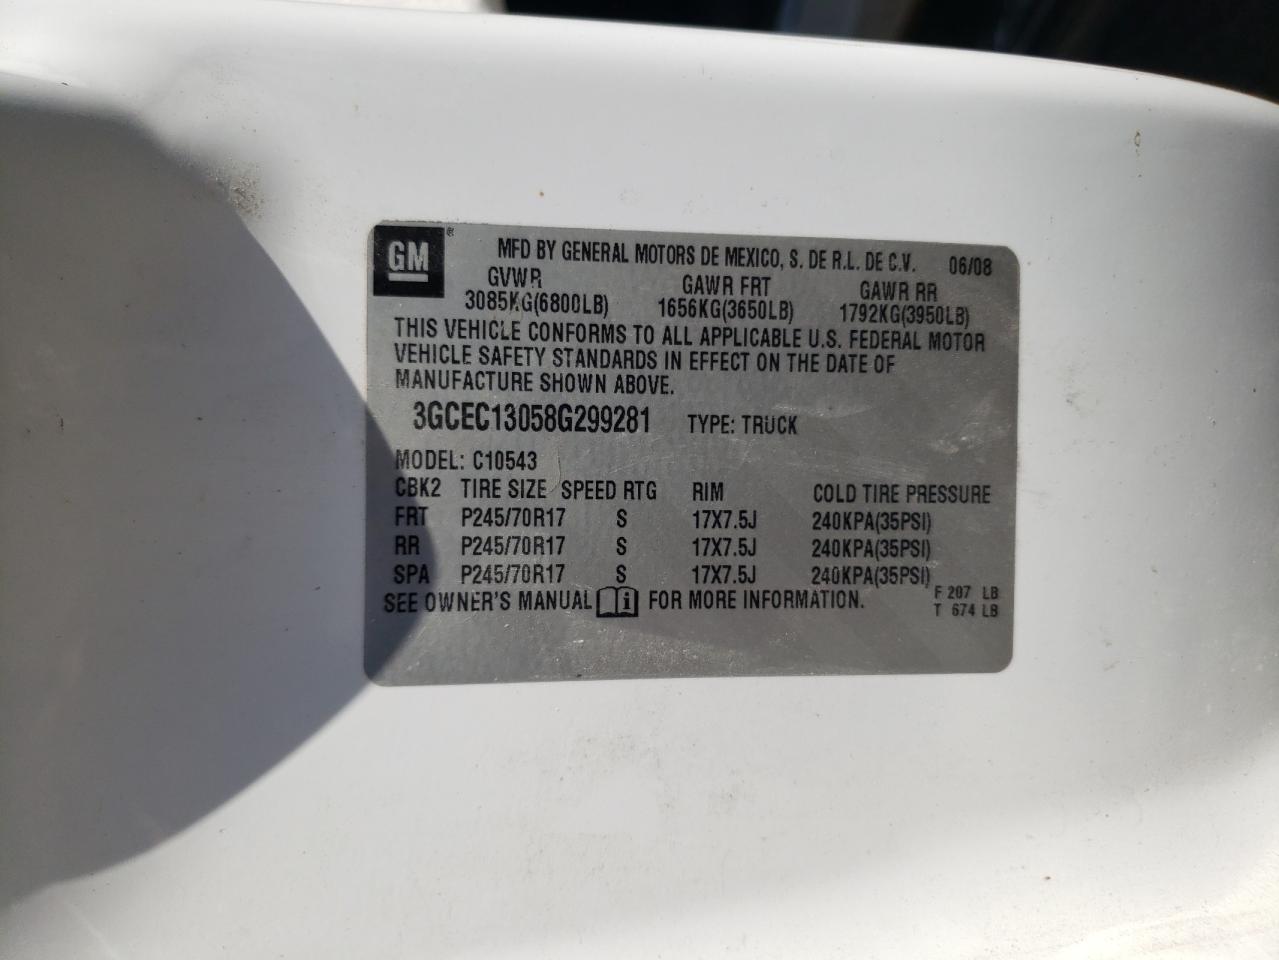 GM ® MFD BY GENERAL MOTORS DE MEXICO, S. DE R.L. DE C.V. 06/08
GVWR GAWR FRT GAWR RR
3085KG(6800LB) 1656KG(3650LB) 1792KG(3950LB)
THIS VEHICLE CONFORMS TO ALL APPLICABLE U.S. FEDERAL MOTOR
VEHICLE SAFETY STANDARDS IN EFFECT ON THE DATE OF
MANUFACTURE SHOWN ABOVE.
3GCEC13058G299281 TYPE: TRUCK
MODEL: C10543
CBK2 TIRE SIZE SPEED RTG RIM COLD TIRE PRESSURE
FRT P245/70R17 S 17X7.5J 240KPA(35PSI)
RR P245/70R17 S 17X7.5J 240KPA(35PSI)
SPA P245/70R17 S 17X7.5J 240KPA(35PSI)
SEE OWNER'S MANUAL i FOR MORE INFORMATION. F 207 LB
T 674 LB